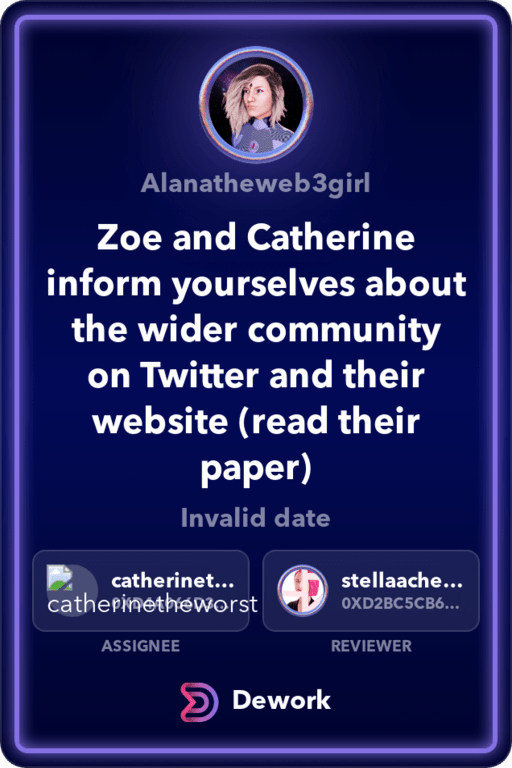 Alanatheweb3girl
Zoe and Catherine
inform yourselves about
the wider community
on Twitter and their
website (read their
paper)
Invalid date
catherinet...
catherinetheworst
ASSIGNEE
stellaache...
0XD2BC5CB6...
REVIEWER
Dework